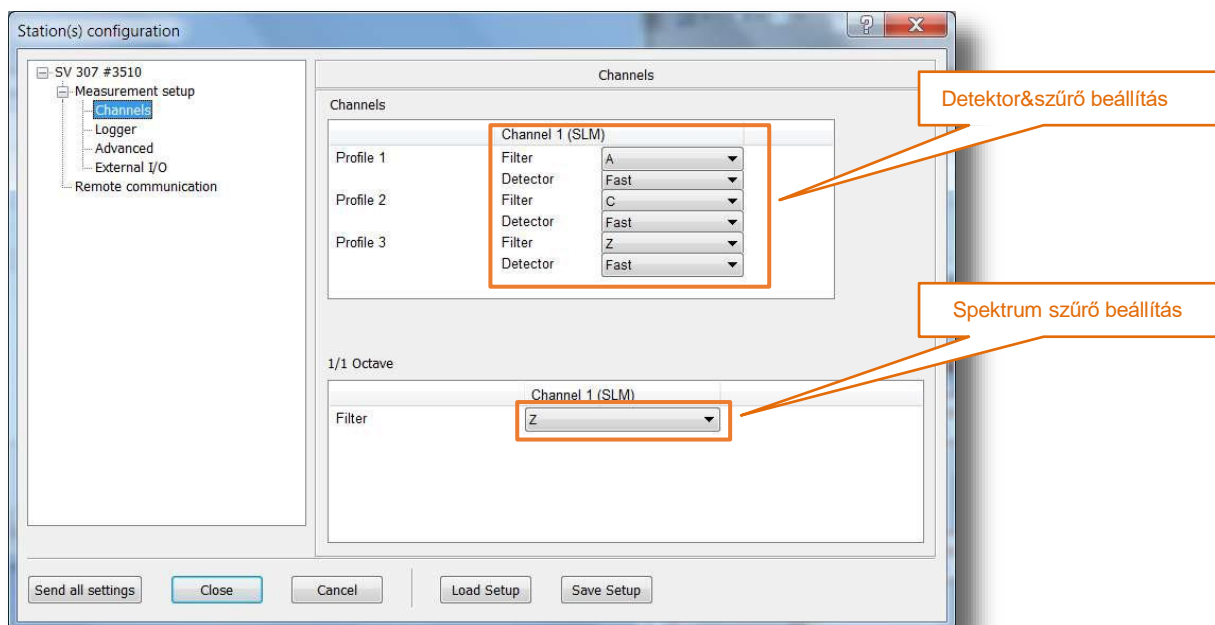 Station(s) configuration
SV 307 #3510
Measurement setup
Channels
Logger
Advanced
External I/O
Remote communication
Channels
Channels
Channel 1 (SLM)
Profile 1 Filter A
Detector Fast
Profile 2 Filter C
Detector Fast
Profile 3 Filter Z
Detector Fast
Detektor&szűrő beállítás
Spektrum szűrő beállítás
1/1 Octave
Channel 1 (SLM)
Filter Z
Send all settings Close Cancel Load Setup Save Setup